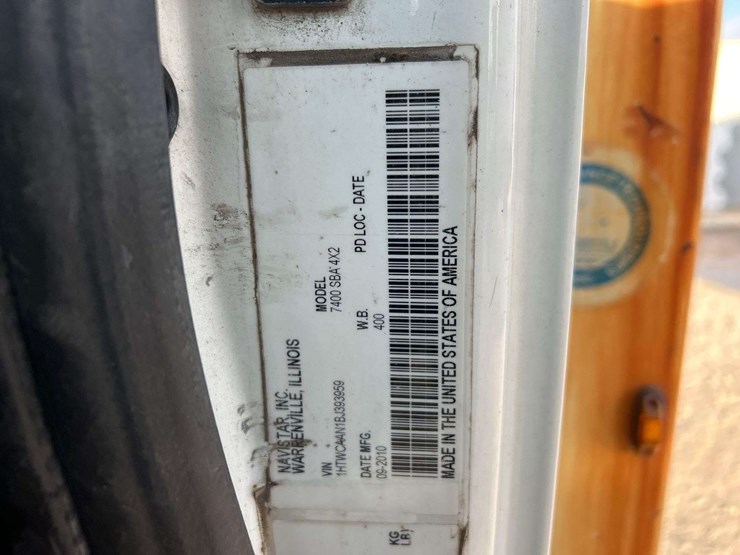 NAVISTAR, INC.
WARRENVILLE, ILLINOIS
VIN MODEL
1HTWCAAN1BJ393959 7400 SBA 4X2
DATE MFG. W.B. PD LOC - DATE
09-2010 400
MADE IN THE UNITED STATES OF AMERICA
KG
LB